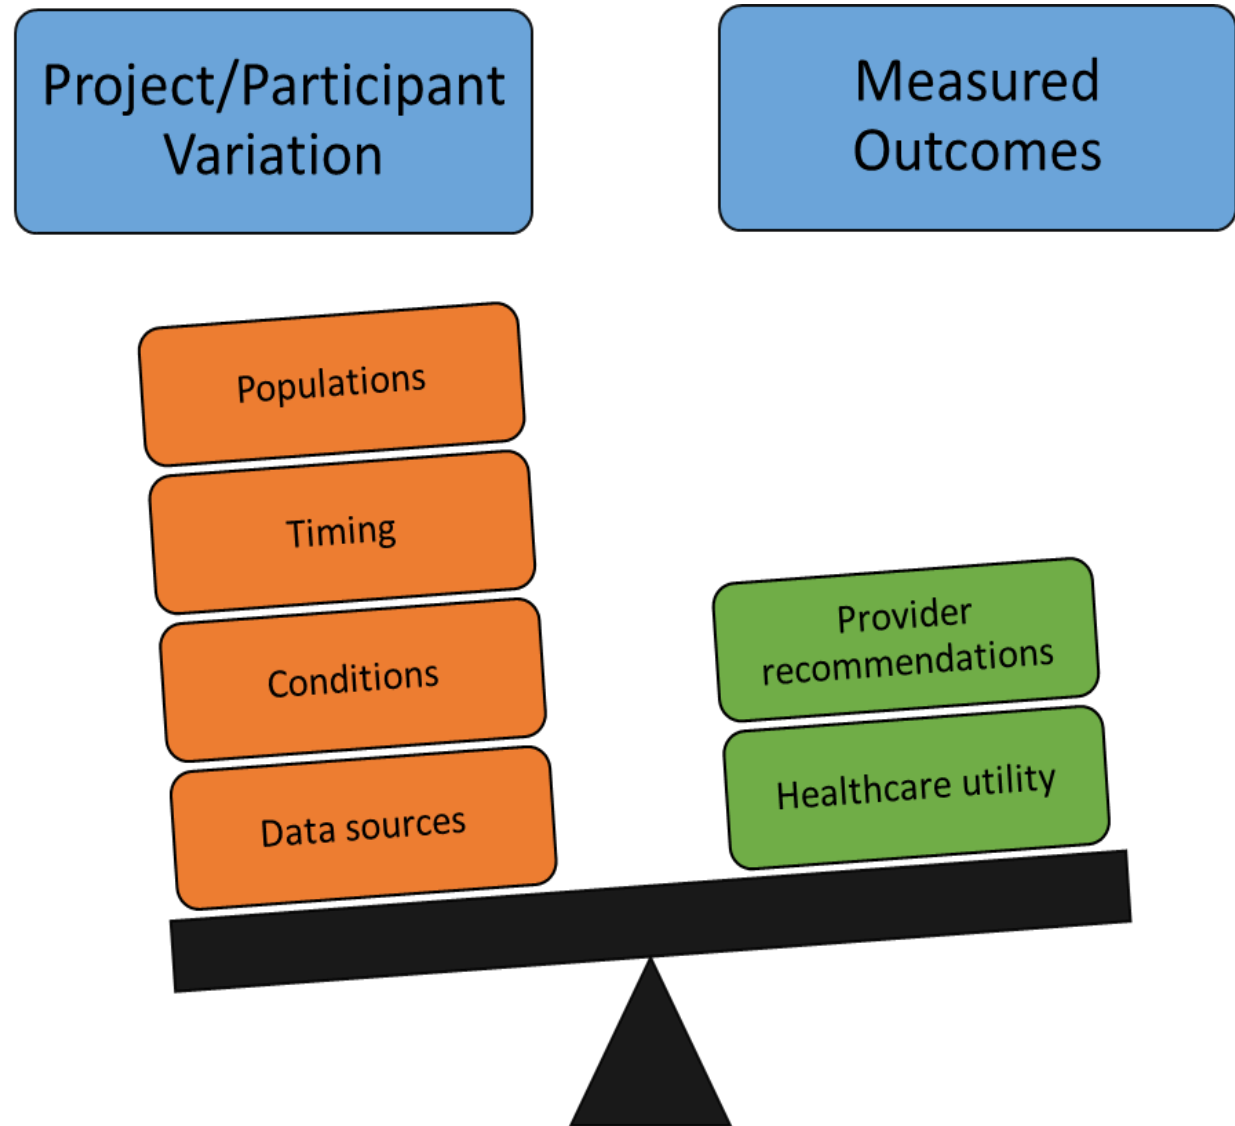 Project/Participant
Variation
Measured
Outcomes
Populations
Timing
Conditions
Data sources
Provider
recommendations
Healthcare utility